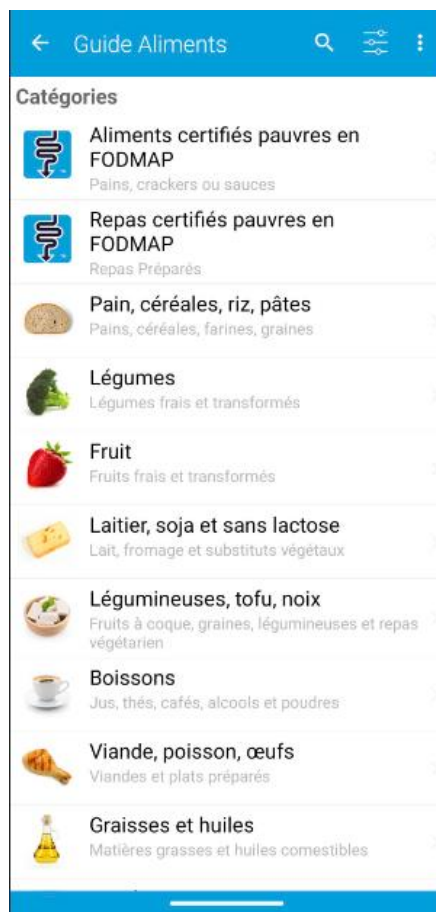 Guide Aliments
Catégories
Aliments certifiés pauvres en
FODMAP
Pains, crackers ou sauces
Repas certifiés pauvres en
FODMAP
Repas Préparés
Pain, céréales, riz, pâtes
Pains, céréales, farines, graines
Légumes
Légumes frais et transformés
Fruit
Fruits frais et transformés
Laitier, soja et sans lactose
Lait, fromage et substituts végétaux
Légumineuses, tofu, noix
Fruits à coque, graines, légumineuses et repas
végétarien
Boissons
Jus, thés, cafés, alcools et poudres
Viande, poisson, œufs
Viandes et plats préparés
Graisses et huiles
Matières grasses et huiles comestibles